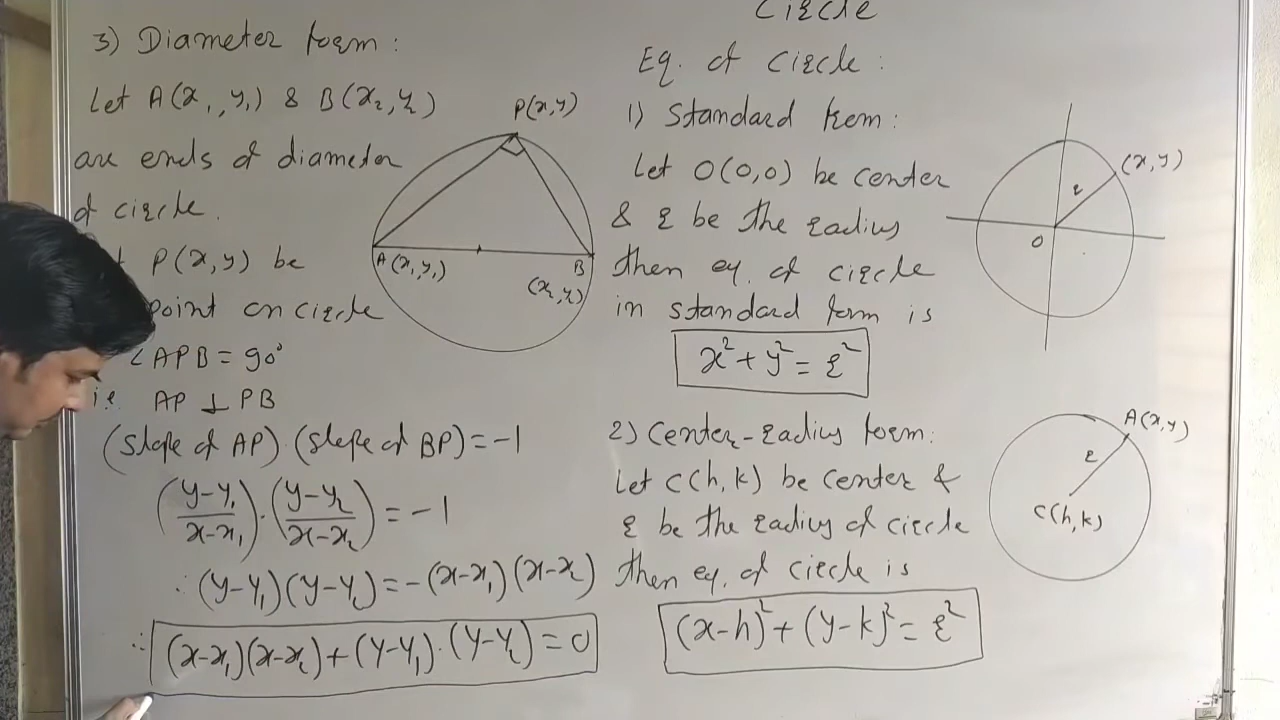 Circle
Eq. of circle :
1) Standard form :
Let O(0,0) be center
& r be the radius
then eq. of circle
in standard form is
x² + y² = r²
(x,y)
r
O
2) Center-radius form:
Let C(h,k) be center &
r be the radius of circle
then eq. of circle is
(x-h)² + (y-k)² = r²
A(x,y)
r
C(h,k)
3) Diameter form :
Let A(x₁, y₁) & B(x₂, y₂)
are ends of diameter
of circle.
P(x,y) be
point on circle
∠APB = 90°
i.e. AP ⊥ PB
(Slope of AP) · (Slope of BP) = -1
((y-y₁)/(x-x₁)) · ((y-y₂)/(x-x₂)) = -1
∴ (y-y₁)(y-y₂) = -(x-x₁)(x-x₂)
∴ (x-x₁)(x-x₂) + (y-y₁)·(y-y₂) = 0
P(x,y)
A(x,y₁)
B
(x₂,y₂)